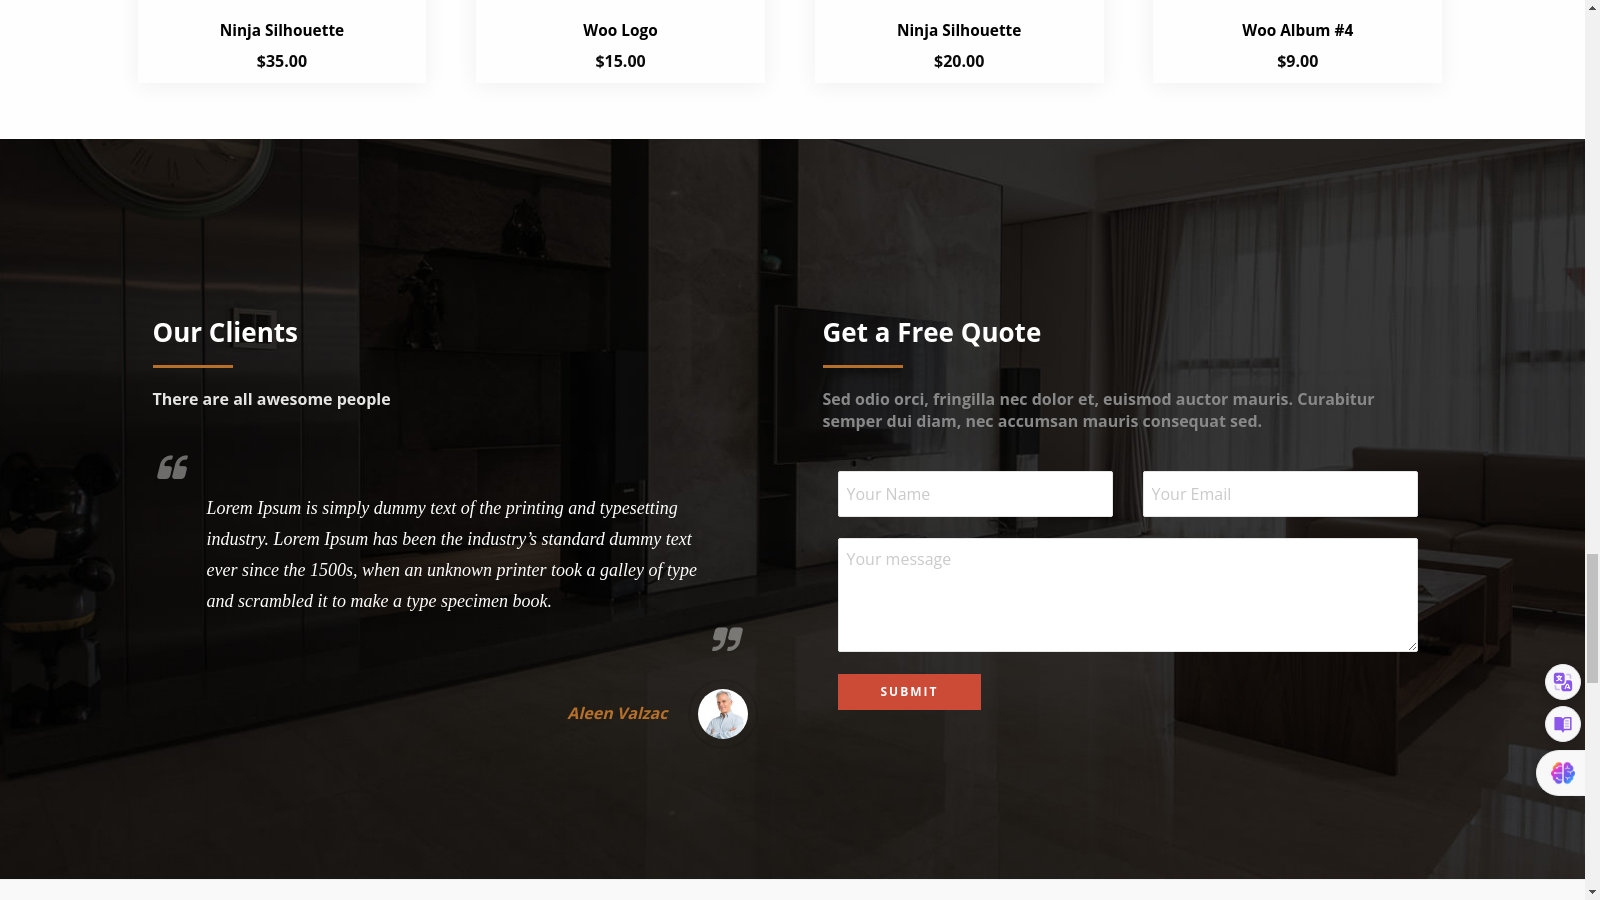 Ninja Silhouette
$35.00
Woo Logo
$15.00
Ninja Silhouette
$20.00
Woo Album #4
$9.00
Our Clients
There are all awesome people
Lorem Ipsum is simply dummy text of the printing and typesetting
industry. Lorem Ipsum has been the industry’s standard dummy text
ever since the 1500s, when an unknown printer took a galley of type
and scrambled it to make a type specimen book.
Aleen Valzac
Get a Free Quote
Sed odio orci, fringilla nec dolor et, euismod auctor mauris. Curabitur
semper dui diam, nec accumsan mauris consequat sed.
Your Name
Your Email
Your message
SUBMIT